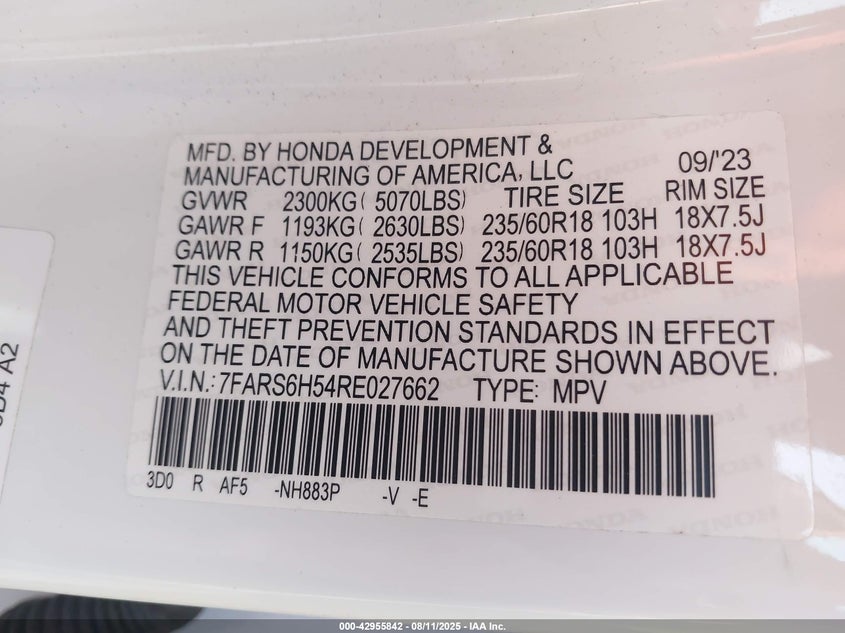 MFD. BY HONDA DEVELOPMENT &
MANUFACTURING OF AMERICA, LLC 09/'23
GVWR 2300KG( 5070LBS) TIRE SIZE RIM SIZE
GAWR F 1193KG( 2630LBS) 235/60R18 103H 18X7.5J
GAWR R 1150KG( 2535LBS) 235/60R18 103H 18X7.5J
THIS VEHICLE CONFORMS TO ALL APPLICABLE
FEDERAL MOTOR VEHICLE SAFETY
AND THEFT PREVENTION STANDARDS IN EFFECT
ON THE DATE OF MANUFACTURE SHOWN ABOVE.
V.I.N.: 7FARS6H54RE027662 TYPE: MPV
3D0 R AF5 -NH883P -V -E
A2
000-42955842 - 08/11/2025 - IAA Inc.